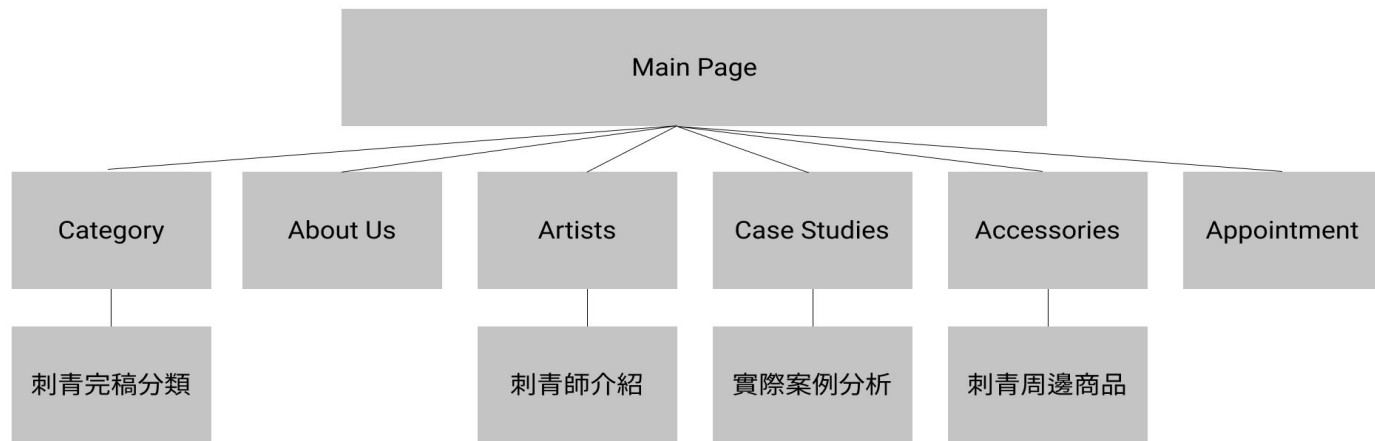 Main Page
Category
About Us
Artists
Case Studies
Accessories
Appointment
刺青完稿分類
刺青師介紹
實際案例分析
刺青周邊商品